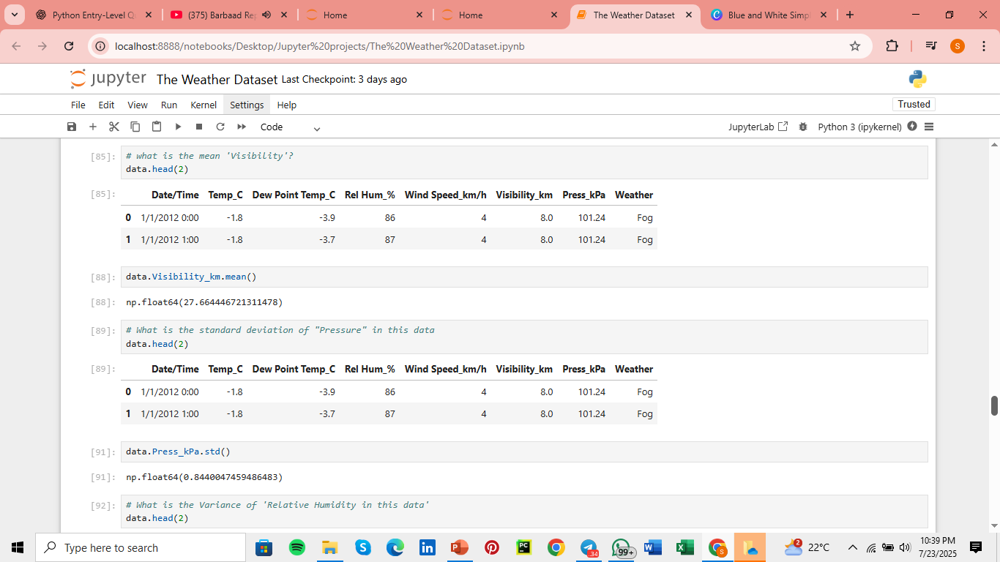 Python Entry-Level Q
(375) Barbaad Rep
Home
Home
The Weather Dataset
Blue and White Simp
localhost:8888/notebooks/Desktop/Jupyter%20projects/The%20Weather%20Dataset.ipynb
S
jupyter The Weather Dataset Last Checkpoint: 3 days ago
File Edit View Run Kernel Settings Help
Trusted
Code
JupyterLab
Python 3 (ipykernel)
[85]: # what is the mean 'Visibility'?
data.head(2)
[85]: Date/Time Temp_C Dew Point Temp_C Rel Hum_% Wind Speed_km/h Visibility_km Press_kPa Weather
0 1/1/2012 0:00 -1.8 -3.9 86 4 8.0 101.24 Fog
1 1/1/2012 1:00 -1.8 -3.7 87 4 8.0 101.24 Fog
[88]: data.Visibility_km.mean()
[88]: np.float64(27.664446721311478)
[89]: # What is the standard deviation of "Pressure" in this data
data.head(2)
[89]: Date/Time Temp_C Dew Point Temp_C Rel Hum_% Wind Speed_km/h Visibility_km Press_kPa Weather
0 1/1/2012 0:00 -1.8 -3.9 86 4 8.0 101.24 Fog
1 1/1/2012 1:00 -1.8 -3.7 87 4 8.0 101.24 Fog
[91]: data.Press_kPa.std()
[91]: np.float64(0.8440047459486483)
[92]: # What is the Variance of 'Relative Humidity in this data'
data.head(2)
Type here to search
99+
22°C
10:39 PM
7/23/2025